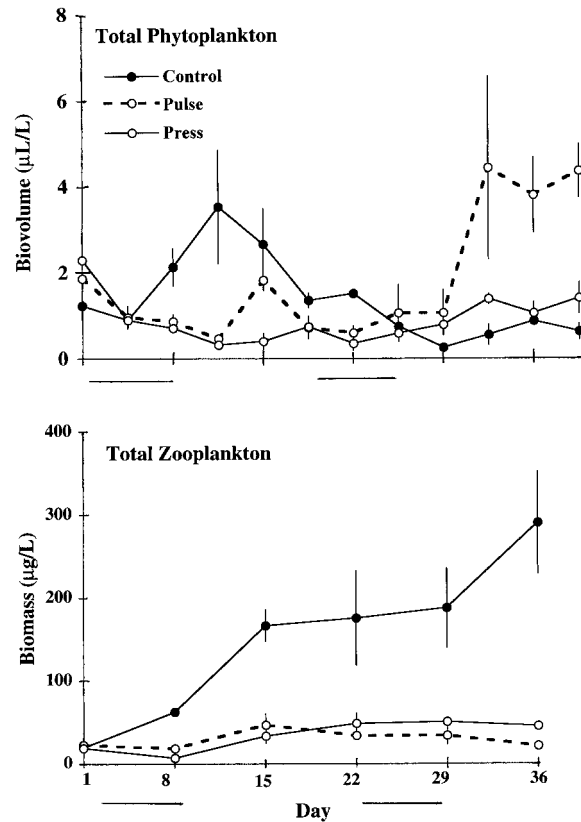 8
Total Phytoplankton
Control
6
Pulse
Press
4
2
0
Biovolume (µL/L)
400
Total Zooplankton
300
200
100
0
Biomass (µg/L)
1 8 15 22 29 36
Day